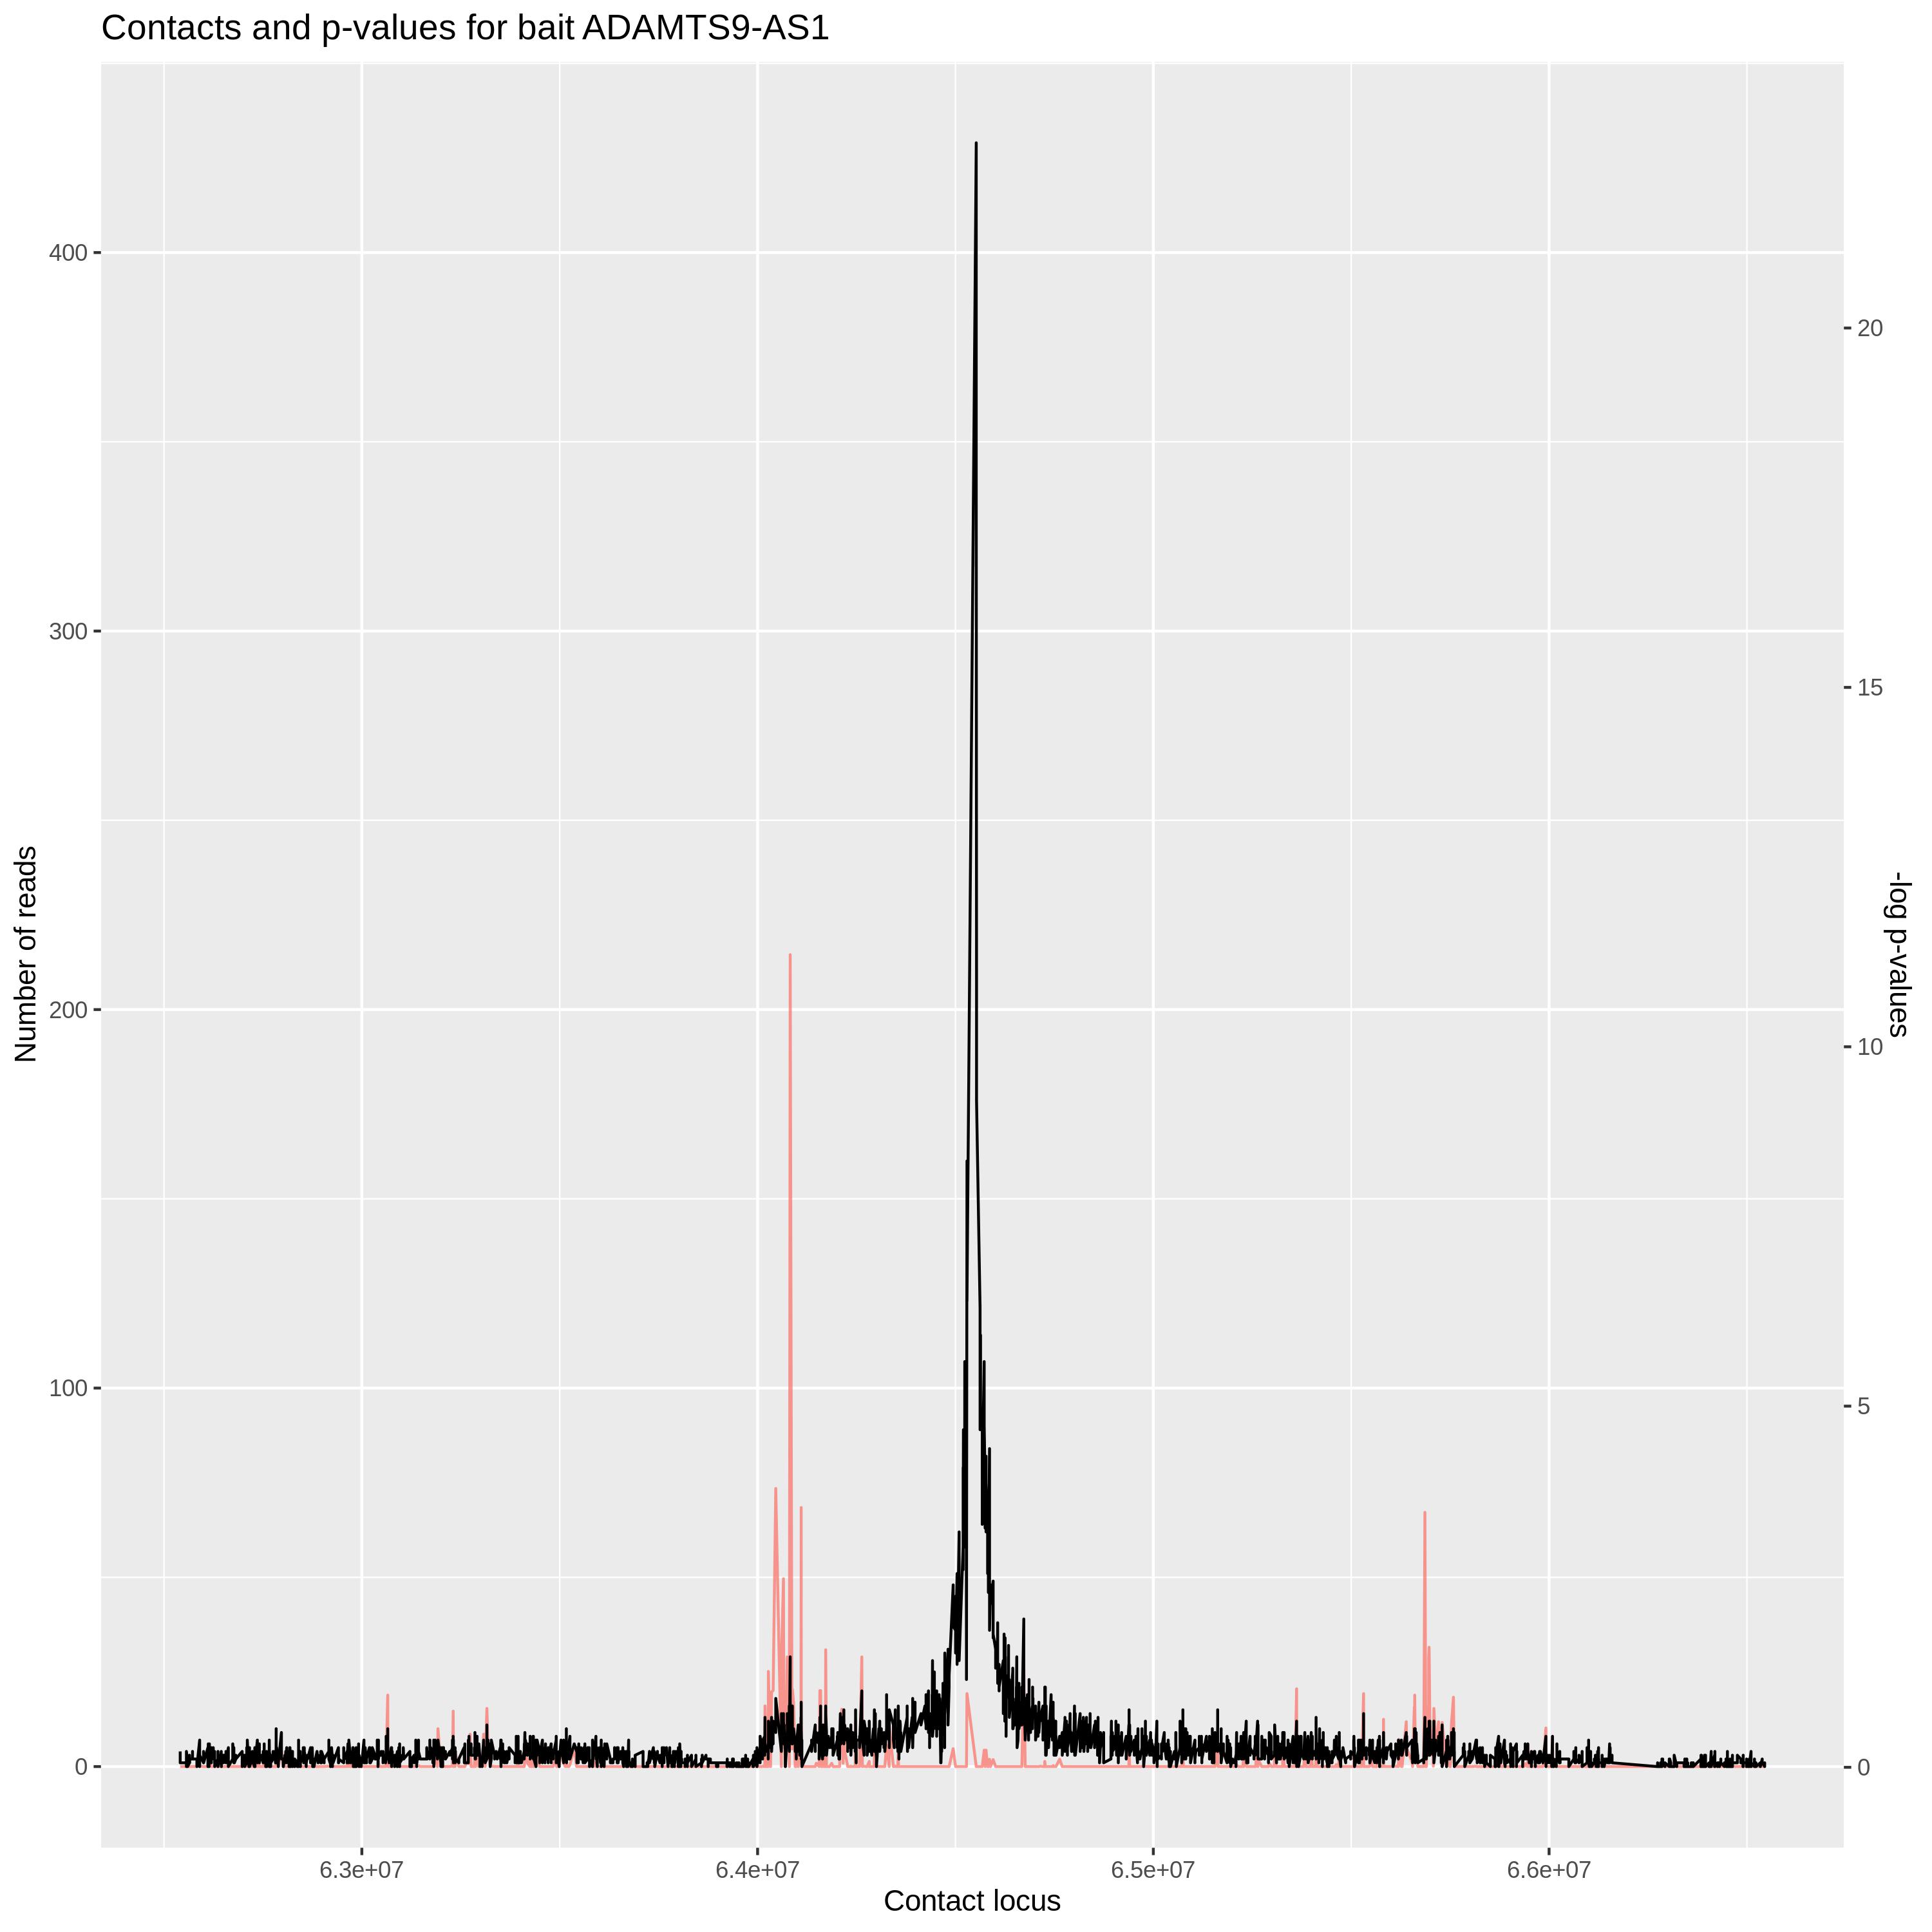 Contacts and p-values for bait ADAMTS9-AS1
400
300
200
100
0
20
15
10
5
0
Number of reads
-log p-values
6.3e+07
6.4e+07
6.5e+07
6.6e+07
Contact locus